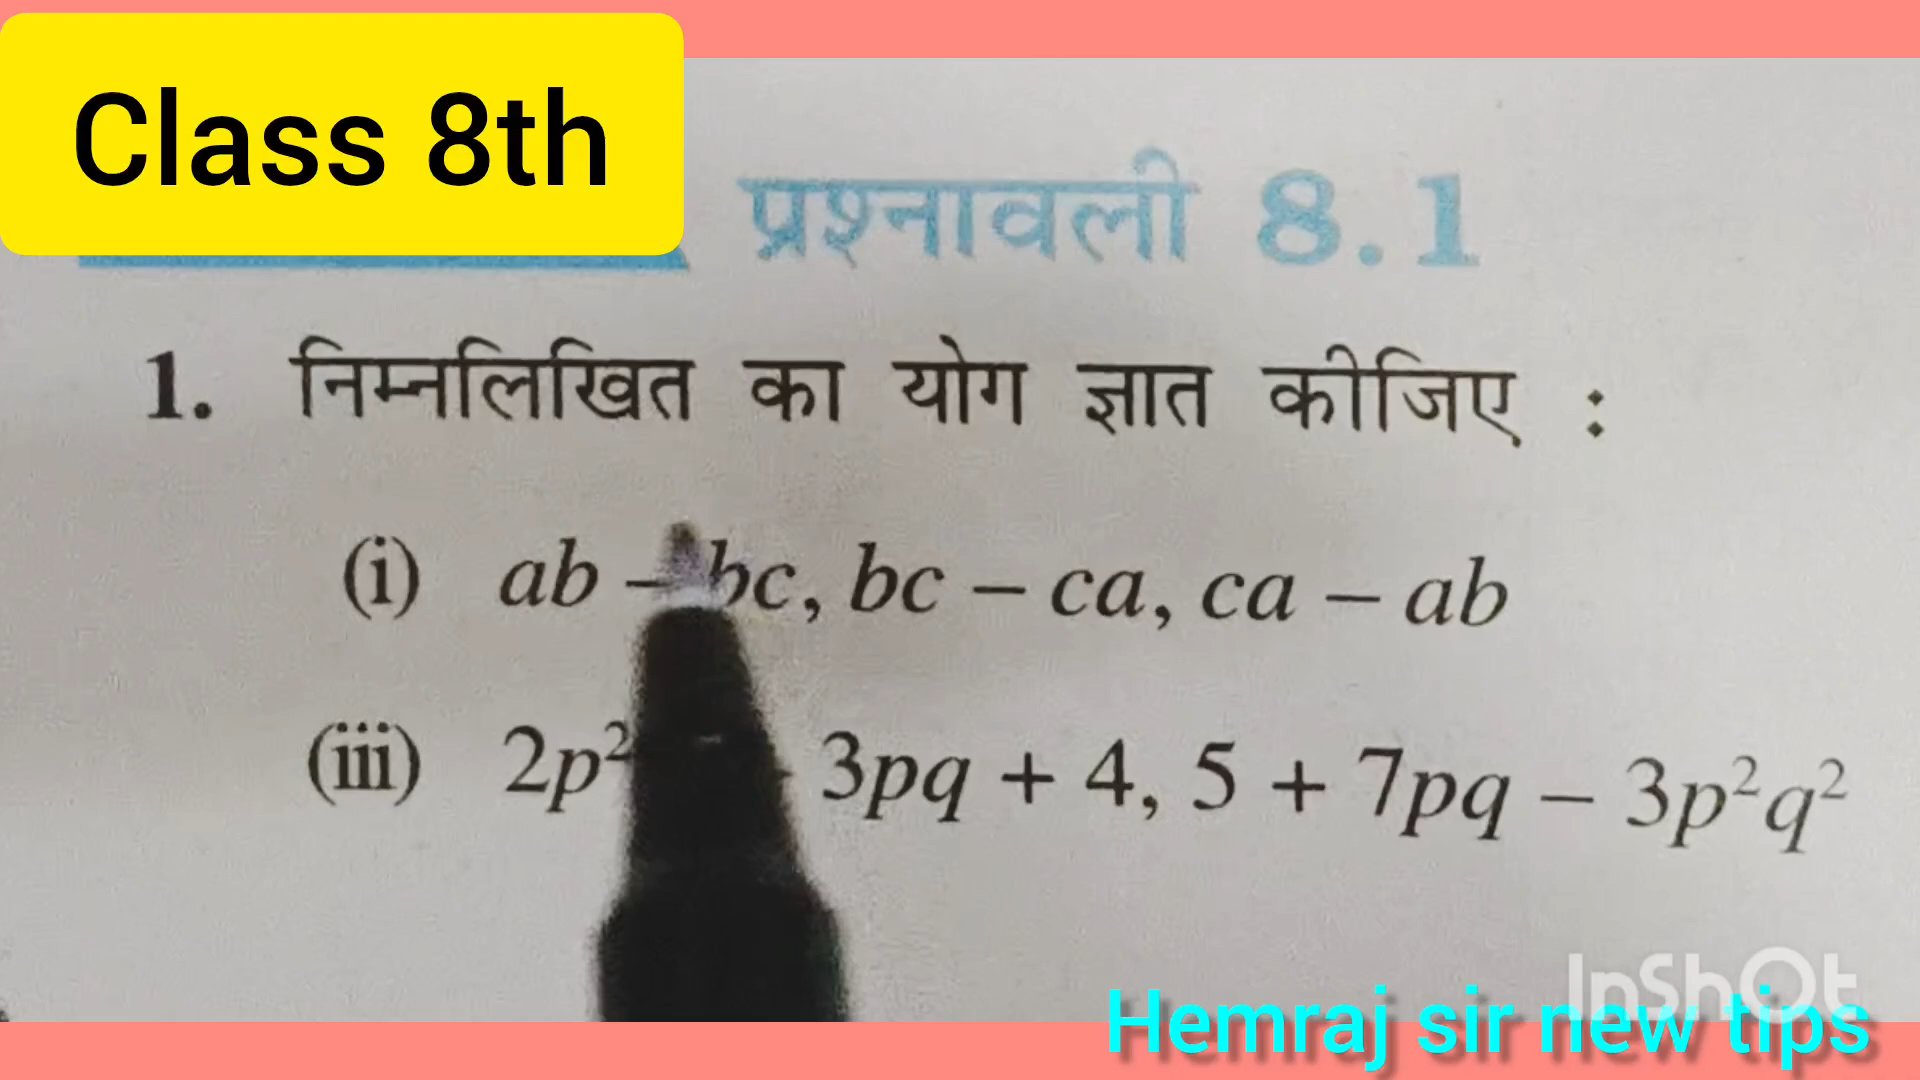 Class 8th
प्रश्नावली 8.1
1. निम्नलिखित का योग ज्ञात कीजिए :
(i) ab – bc, bc – ca, ca – ab
(iii) 2p² 3pq + 4, 5 + 7pq – 3p²q²
InShOt
Hemraj sir new tips